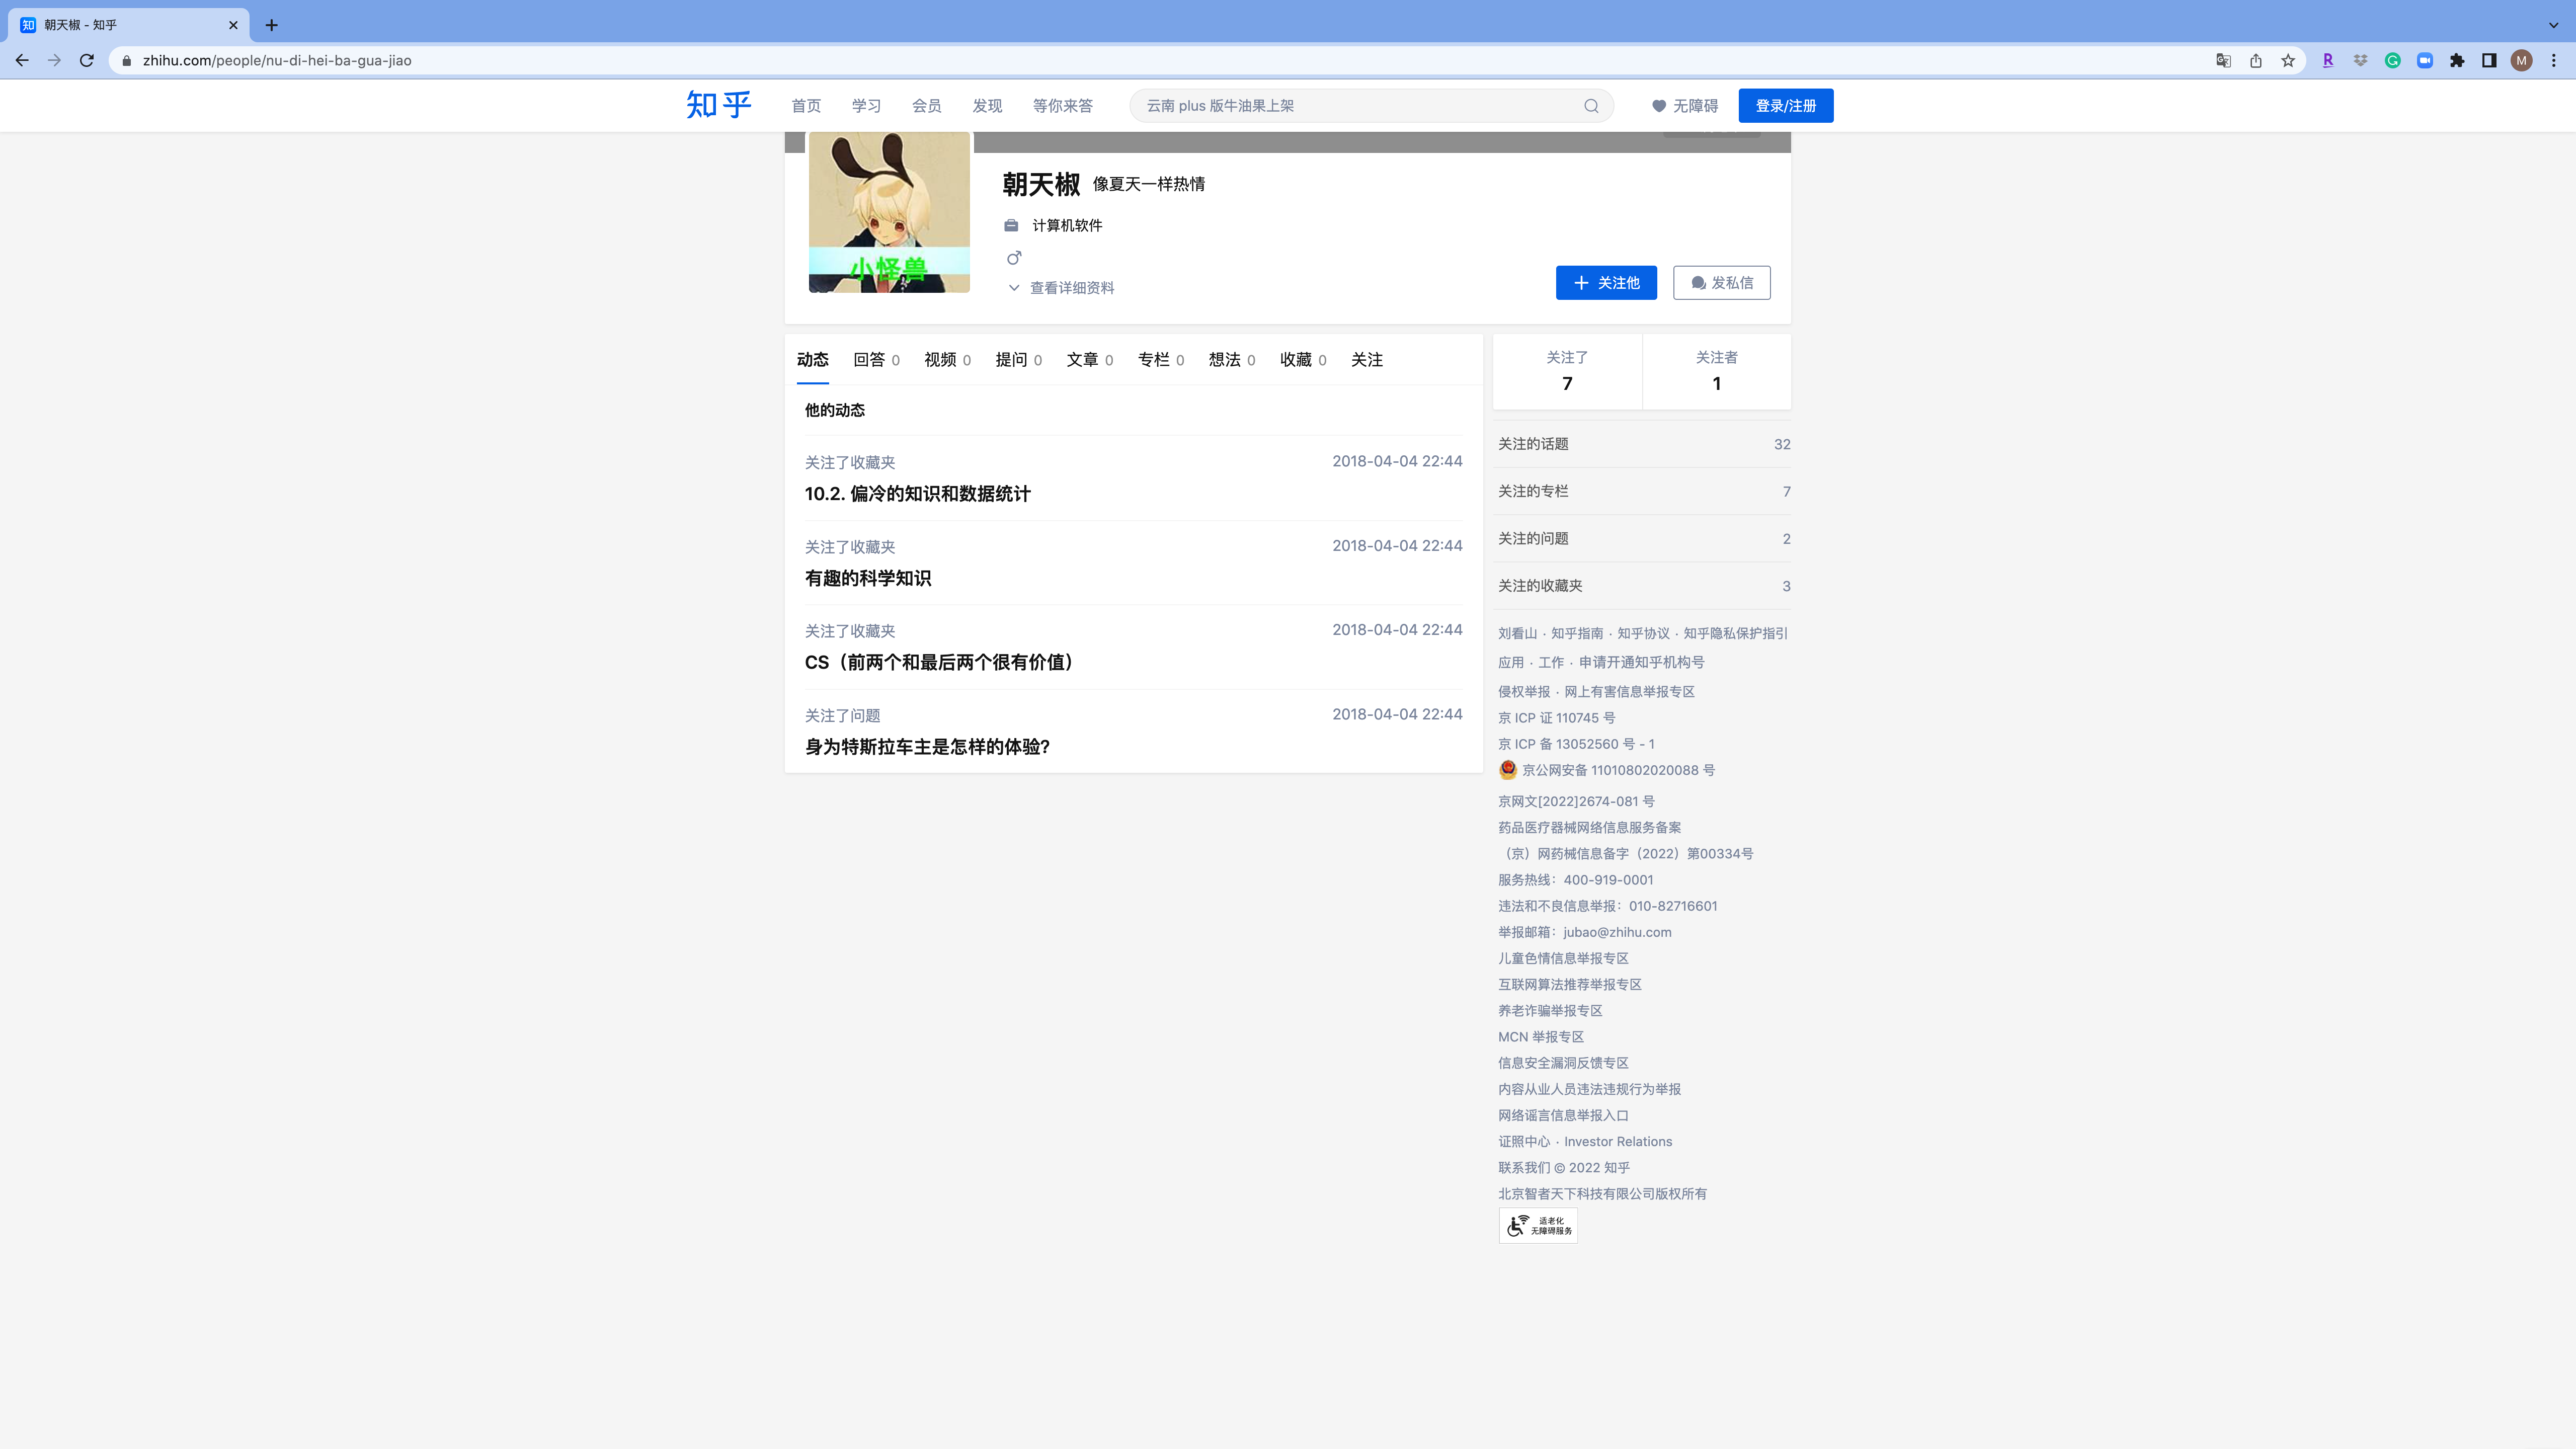 知 朝天椒 - 知乎
zhihu.com/people/nu-di-hei-ba-gua-jiao
M
知乎 首页 学习 会员 发现 等你来答 云南 plus 版牛油果上架 无障碍 登录/注册
小怪兽
朝天椒 像夏天一样热情
计算机软件
查看详细资料
关注他 发私信
动态 回答 0 视频 0 提问 0 文章 0 专栏 0 想法 0 收藏 0 关注
他的动态
关注了收藏夹 2018-04-04 22:44
10.2. 偏冷的知识和数据统计
关注了收藏夹 2018-04-04 22:44
有趣的科学知识
关注了收藏夹 2018-04-04 22:44
CS（前两个和最后两个很有价值）
关注了问题 2018-04-04 22:44
身为特斯拉车主是怎样的体验?
关注了 关注者
7 1
关注的话题 32
关注的专栏 7
关注的问题 2
关注的收藏夹 3
刘看山 · 知乎指南 · 知乎协议 · 知乎隐私保护指引
应用 · 工作 · 申请开通知乎机构号
侵权举报 · 网上有害信息举报专区
京 ICP 证 110745 号
京 ICP 备 13052560 号 - 1
京公网安备 11010802020088 号
京网文[2022]2674-081 号
药品医疗器械网络信息服务备案
（京）网药械信息备字（2022）第00334号
服务热线：400-919-0001
违法和不良信息举报：010-82716601
举报邮箱：jubao@zhihu.com
儿童色情信息举报专区
互联网算法推荐举报专区
养老诈骗举报专区
MCN 举报专区
信息安全漏洞反馈专区
内容从业人员违法违规行为举报
网络谣言信息举报入口
证照中心 · Investor Relations
联系我们 © 2022 知乎
北京智者天下科技有限公司版权所有
适老化
无障碍服务